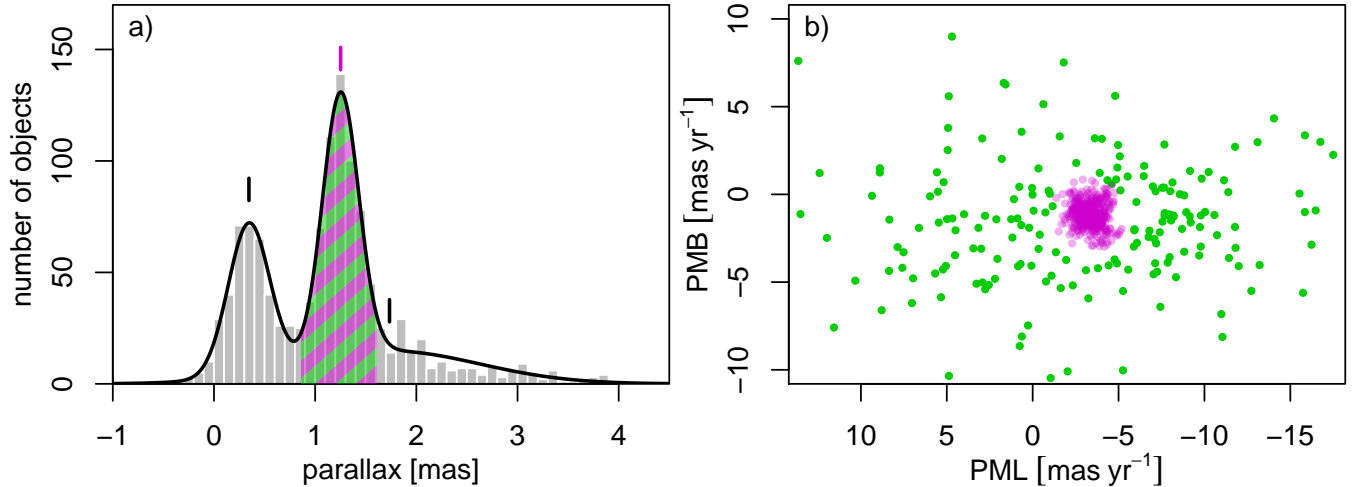 a)
number of objects
150
100
50
0
−1 0 1 2 3 4
parallax [mas]
b)
PMB [mas yr−1]
10
5
0
−5
−10
10 5 0 −5 −10 −15
PML [mas yr−1]